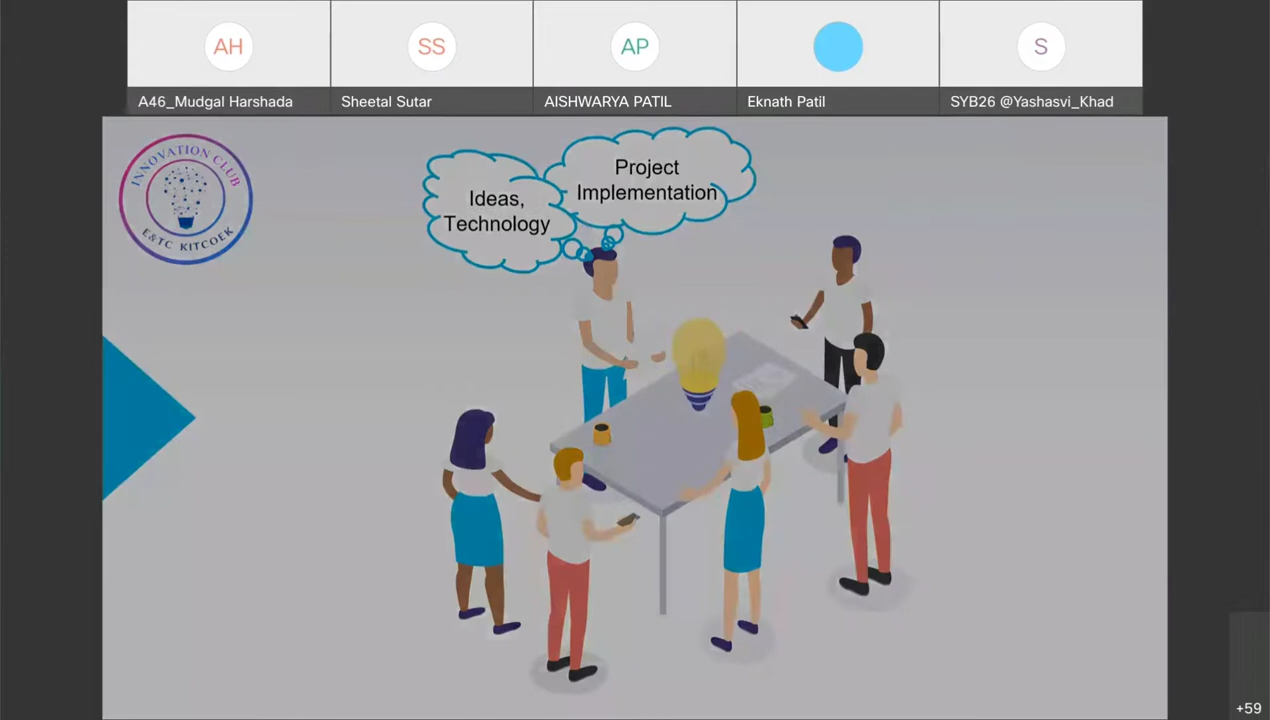 AH
SS
AP
S
A46_Mudgal Harshada
Sheetal Sutar
AISHWARYA PATIL
Eknath Patil
SYB26 @Yashasvi_Khad
INNOVATION CLUB
E&TC KITCOEK
Project
Implementation
Ideas,
Technology
+59